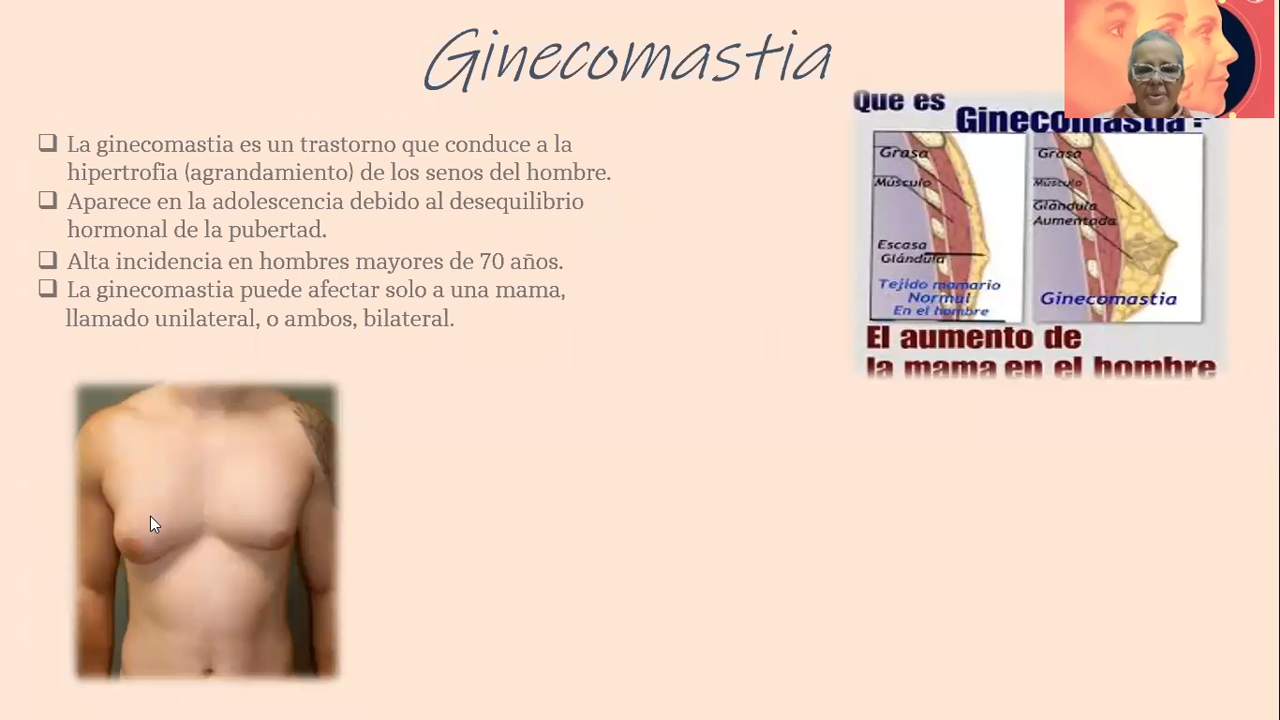 Ginecomastia
La ginecomastia es un trastorno que conduce a la
hipertrofia (agrandamiento) de los senos del hombre.
Aparece en la adolescencia debido al desequilibrio
hormonal de la pubertad.
Alta incidencia en hombres mayores de 70 años.
La ginecomastia puede afectar solo a una mama,
llamado unilateral, o ambos, bilateral.
Que es
Ginecomastia?
Grasa
Músculo
Escasa
Glándula
Tejido mamario
Normal
En el hombre
Grasa
Músculo
Glándula
Aumentada
Ginecomastia
El aumento de
la mama en el hombre